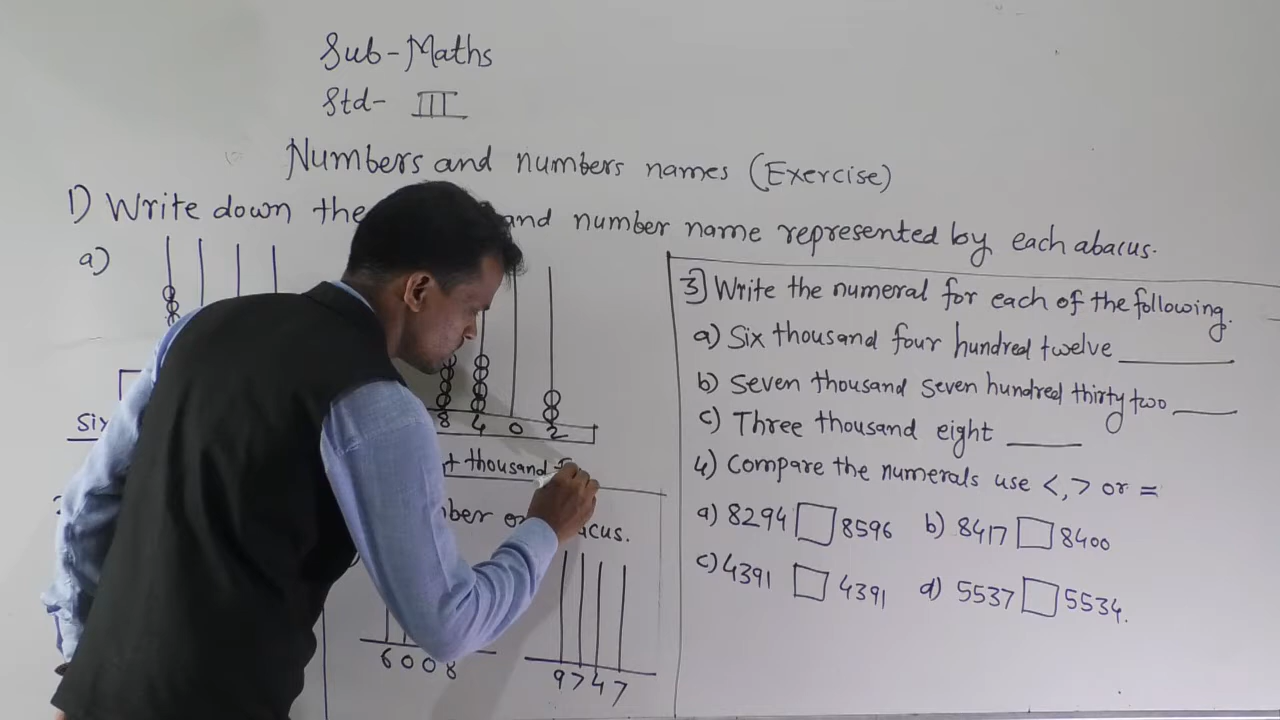 Sub-Maths
Std- III
Numbers and numbers names (Exercise)
1) Write down the and number name represented by each abacus.
a)
8 4 0 2
Six
thousand
6 0 0 8
9 7 4 7
3) Write the numeral for each of the following.
a) Six thousand four hundred twelve
b) Seven thousand seven hundred thirty two
c) Three thousand eight
4) Compare the numerals use <, > or =
a) 8294 8596 b) 8417 8400
c) 4391 4391 d) 5537 5534.